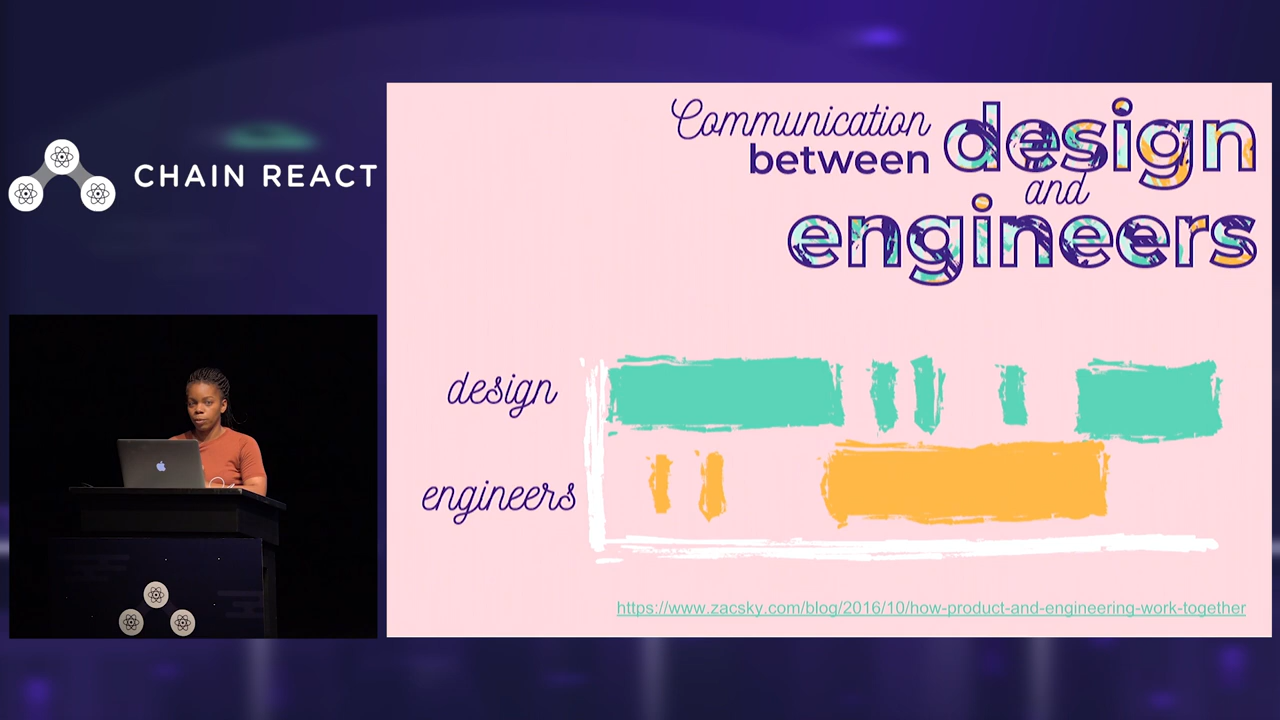 CHAIN REACT
Communication
between design
and
engineers
design
engineers
https://www.zacsky.com/blog/2016/10/how-product-and-engineering-work-together